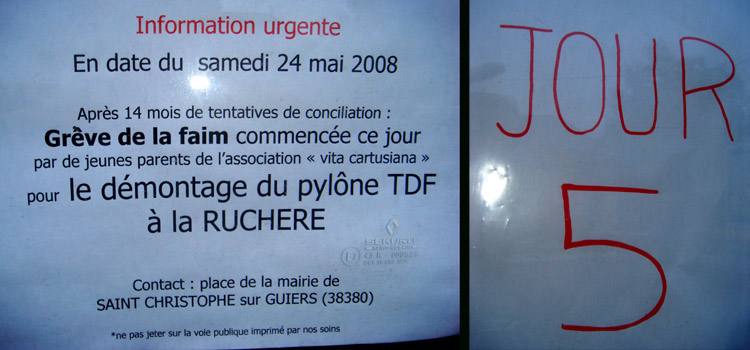 Information urgente
En date du samedi 24 mai 2008
Après 14 mois de tentatives de conciliation :
Grêve de la faim commencée ce jour
par de jeunes parents de l'association « vita cartusiana »
pour le démontage du pylône TDF
à la RUCHERE
Contact : place de la mairie de
SAINT CHRISTOPHE sur GUIERS (38380)
*ne pas jeter sur la voie publique imprimé par nos soins
JOUR
5